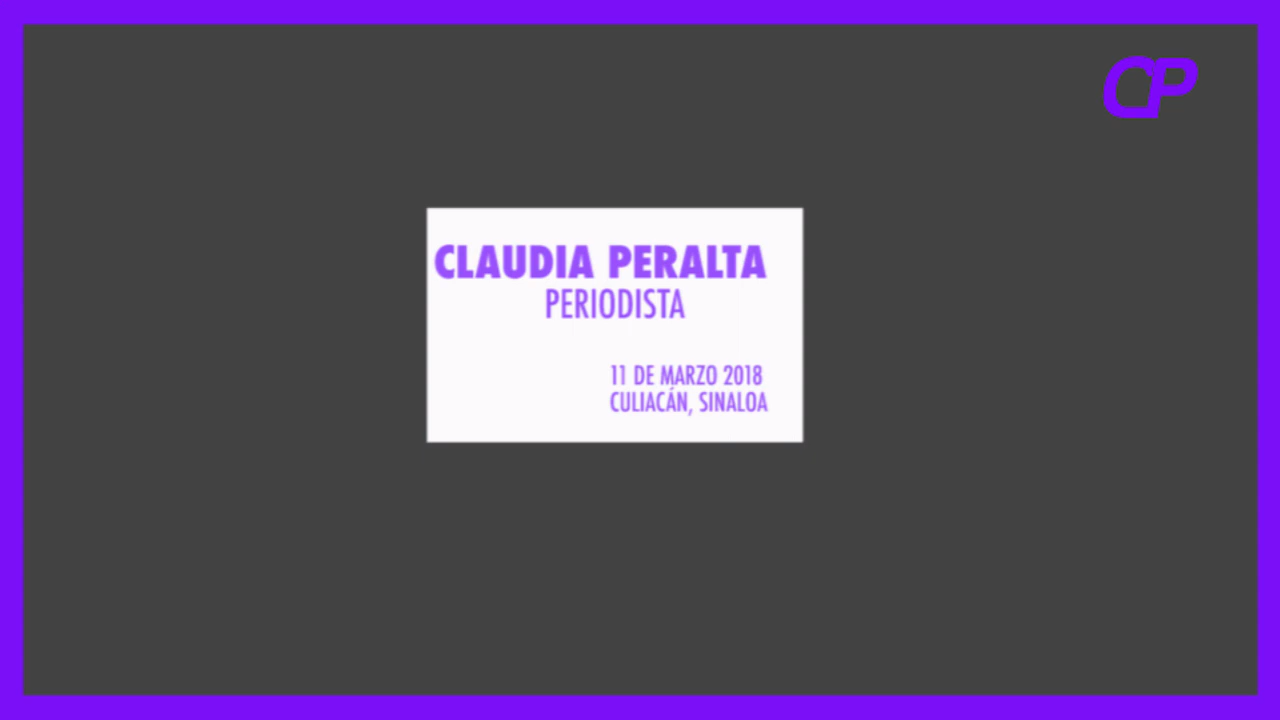 CP
CLAUDIA PERALTA
PERIODISTA
11 DE MARZO 2018
CULIACÁN, SINALOA